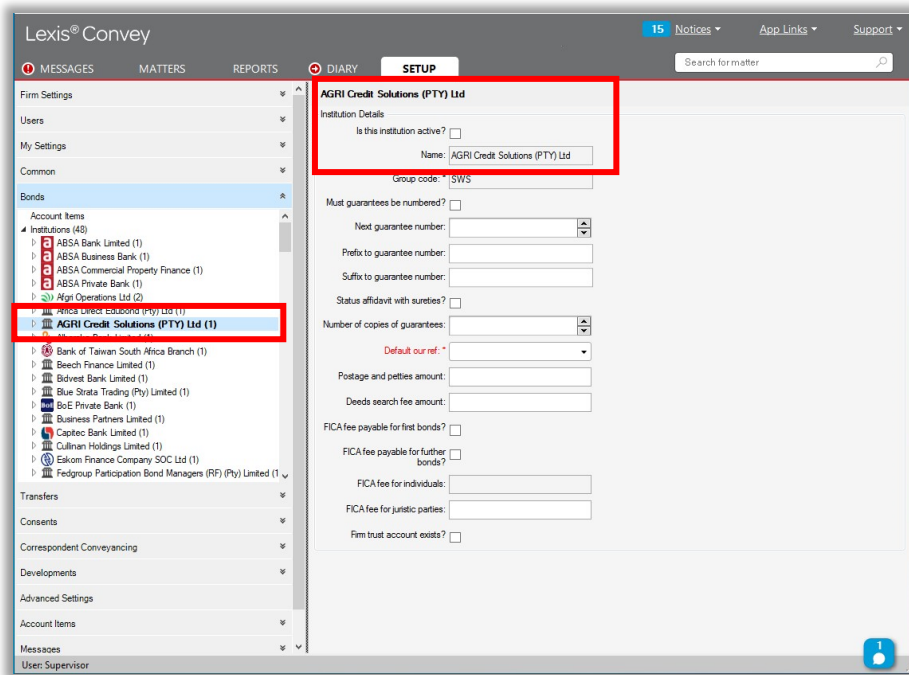 Lexis® Convey
15 Notices App Links Support
MESSAGES MATTERS REPORTS DIARY SETUP
Search for matter
Firm Settings
Users
My Settings
Common
Bonds
Account Items
Institutions (48)
ABSA Bank Limited (1)
ABSA Business Bank (1)
ABSA Commercial Property Finance (1)
ABSA Private Bank (1)
Afgri Operations Ltd (2)
Africa Direct Edubond (Pty) Ltd (1)
AGRI Credit Solutions (PTY) Ltd (1)
Bank of Taiwan South Africa Branch (1)
Beech Finance Limited (1)
Bidvest Bank Limited (1)
Blue Strata Trading (Pty) Limited (1)
BoE BoE Private Bank (1)
Business Partners Limited (1)
Capitec Bank Limited (1)
Cullinan Holdings Limited (1)
Eskom Finance Company SOC Ltd (1)
Fedgroup Participation Bond Managers (RF) (Pty) Limited (1
Transfers
Consents
Correspondent Conveyancing
Developments
Advanced Settings
Account Items
Messages
User: Supervisor
AGRI Credit Solutions (PTY) Ltd
Institution Details
Is this institution active?
Name: AGRI Credit Solutions (PTY) Ltd
Group code: * SWS
Must guarantees be numbered?
Next guarantee number:
Prefix to guarantee number:
Suffix to guarantee number:
Status affidavit with sureties?
Number of copies of guarantees:
Default our ref: *
Postage and petties amount:
Deeds search fee amount:
FICA fee payable for first bonds?
FICA fee payable for further
bonds?
FICA fee for individuals:
FICA fee for juristic parties:
Firm trust account exists?
1